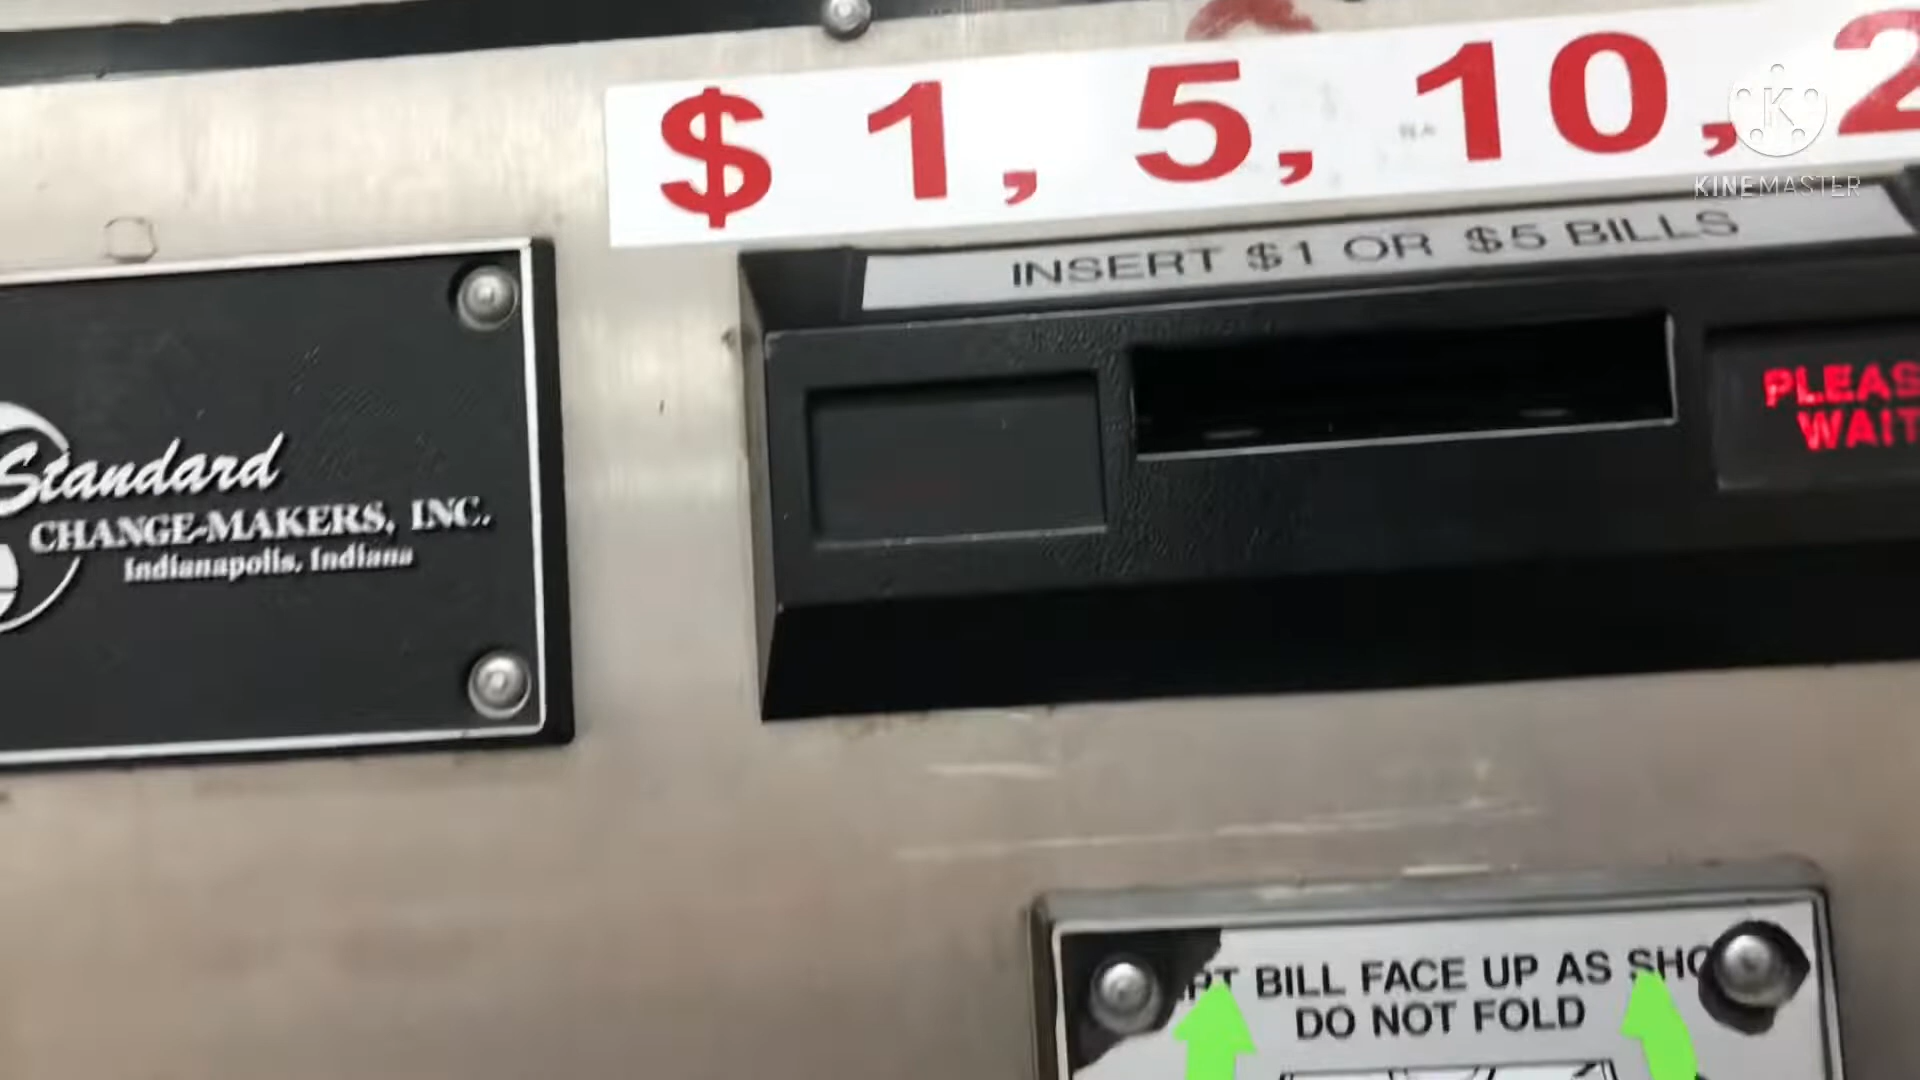 $ 1, 5, 10, 2
KINEMASTER
INSERT $1 OR $5 BILLS
PLEAS
WAIT
Standard
CHANGE-MAKERS, INC.
Indianapolis, Indiana
BILL FACE UP AS SHO
DO NOT FOLD